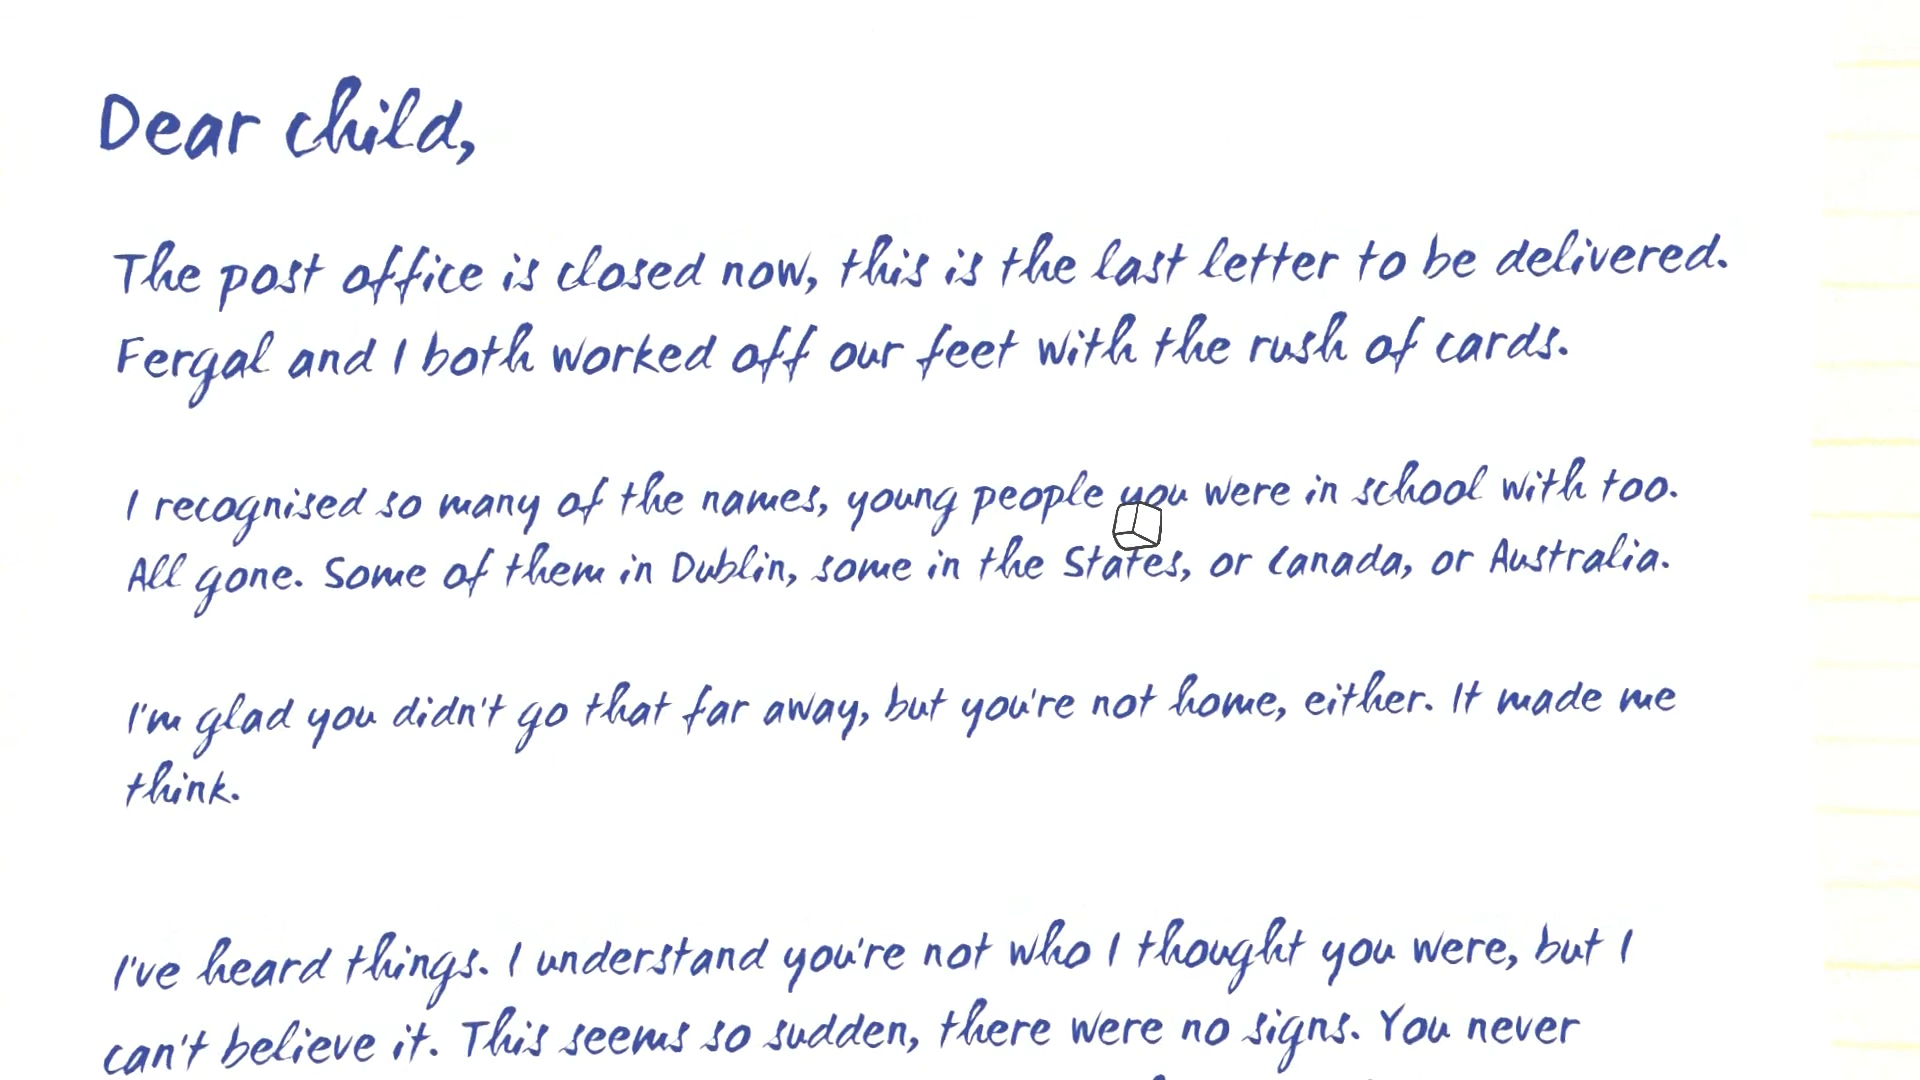 Dear child,
The post office is closed now, this is the last letter to be delivered.
Fergal and I both worked off our feet with the rush of cards.
I recognised so many of the names, young people you were in school with too.
All gone. Some of them in Dublin, some in the States, or Canada, or Australia.
I'm glad you didn't go that far away, but you're not home, either. It made me
think.
I've heard things. I understand you're not who I thought you were, but I
can't believe it. This seems so sudden, there were no signs. You never